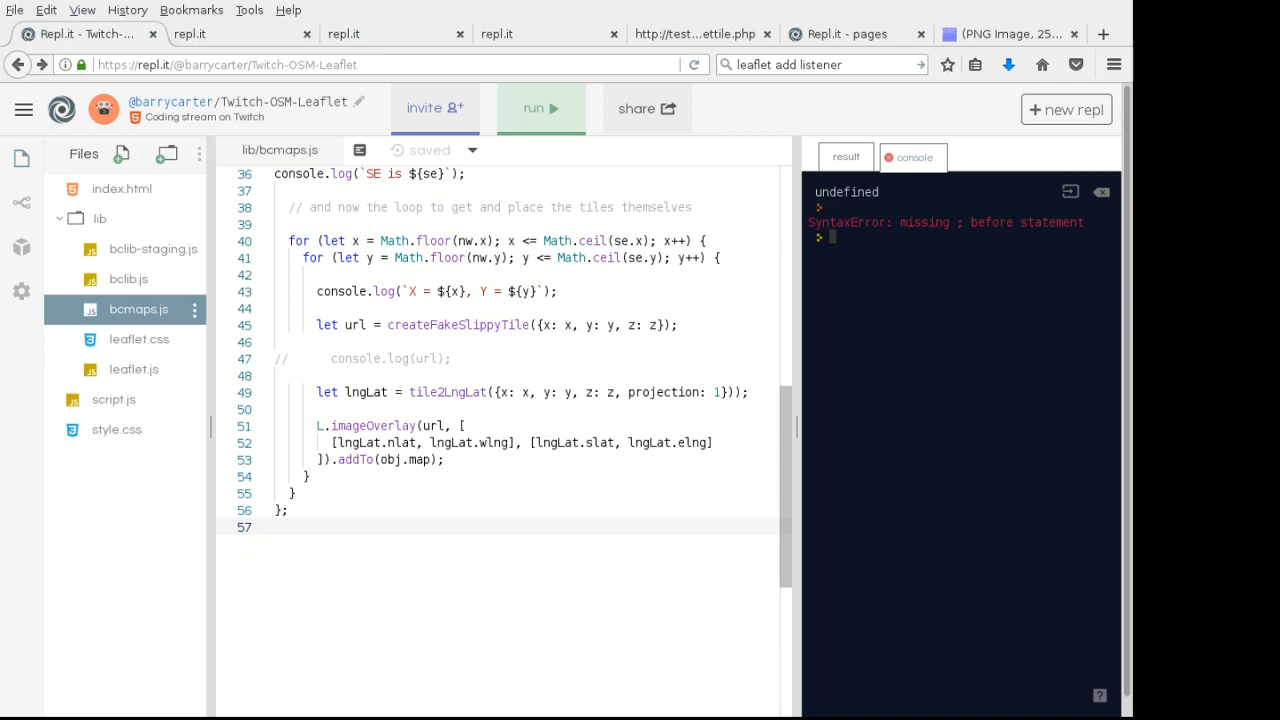 File Edit View History Bookmarks Tools Help
Repl.it - Twitch-... × repl.it × repl.it × repl.it × http://test...ettile.php × Repl.it - pages × (PNG Image, 25... × +
https://repl.it/@barrycarter/Twitch-OSM-Leaflet
leaflet add listener
@barrycarter/Twitch-OSM-Leaflet
Coding stream on Twitch
invite
run
share
+ new repl
Files
lib/bcmaps.js
saved
result
console
index.html
lib
bclib-staging.js
bclib.js
bcmaps.js
leaflet.css
leaflet.js
script.js
style.css
36 console.log(`SE is ${se}`);
37
38 // and now the loop to get and place the tiles themselves
39
40 for (let x = Math.floor(nw.x); x <= Math.ceil(se.x); x++) {
41 for (let y = Math.floor(nw.y); y <= Math.ceil(se.y); y++) {
42
43 console.log(`X = ${x}, Y = ${y}`);
44
45 let url = createFakeSlippyTile({x: x, y: y, z: z});
46
47 // console.log(url);
48
49 let lngLat = tile2LngLat({x: x, y: y, z: z, projection: 1}));
50
51 L.imageOverlay(url, [
52 [lngLat.nlat, lngLat.wlng], [lngLat.slat, lngLat.elng]
53 ]).addTo(obj.map);
54 }
55 }
56 };
57
undefined
>
SyntaxError: missing ; before statement
>
?